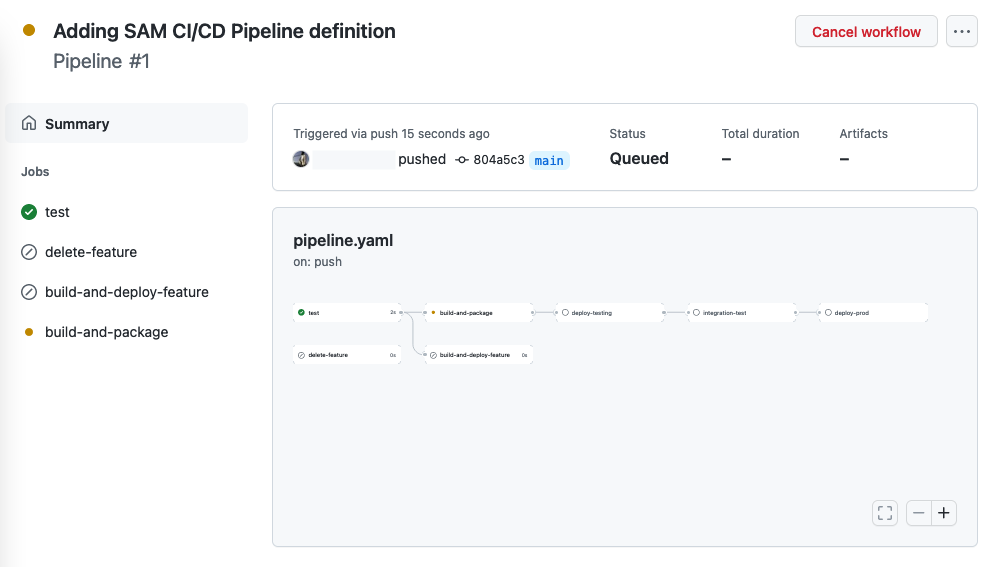 Adding SAM CI/CD Pipeline definition
Pipeline #1
Cancel workflow
Summary
Jobs
test
delete-feature
build-and-deploy-feature
build-and-package
Triggered via push 15 seconds ago
pushed 804a5c3 main
Status
Queued
Total duration
–
Artifacts
–
pipeline.yaml
on: push
test 2s
build-and-package
deploy-testing
integration-test
deploy-prod
delete-feature 0s
build-and-deploy-feature 0s